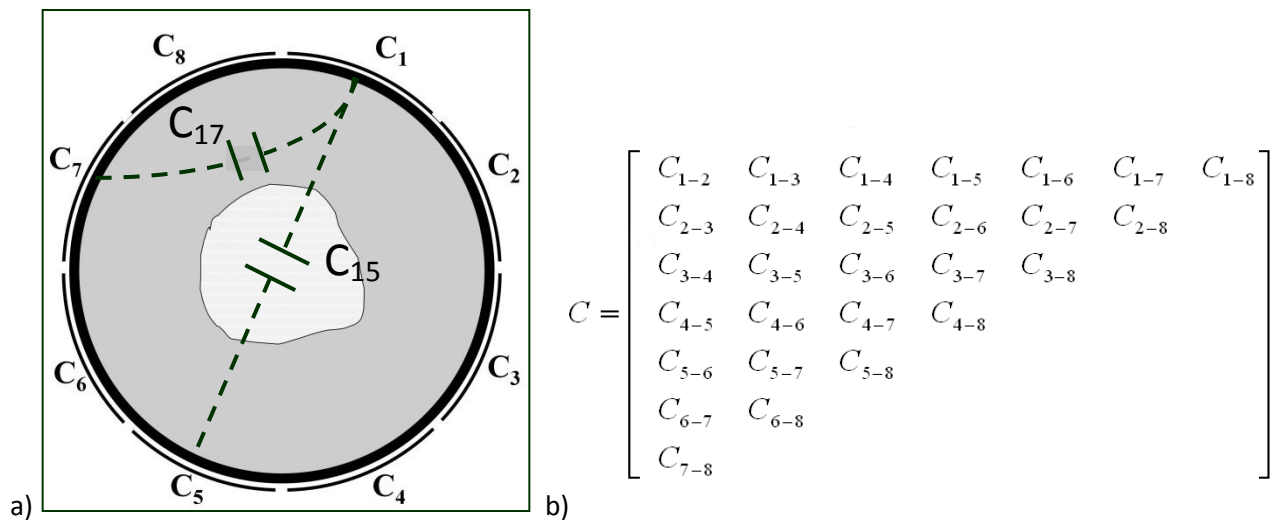 C8 C1
C17
C7 C2
C15
C6 C3
C5 C4
a)
C =
C1-2 C1-3 C1-4 C1-5 C1-6 C1-7 C1-8
C2-3 C2-4 C2-5 C2-6 C2-7 C2-8
C3-4 C3-5 C3-6 C3-7 C3-8
C4-5 C4-6 C4-7 C4-8
C5-6 C5-7 C5-8
C6-7 C6-8
C7-8
b)